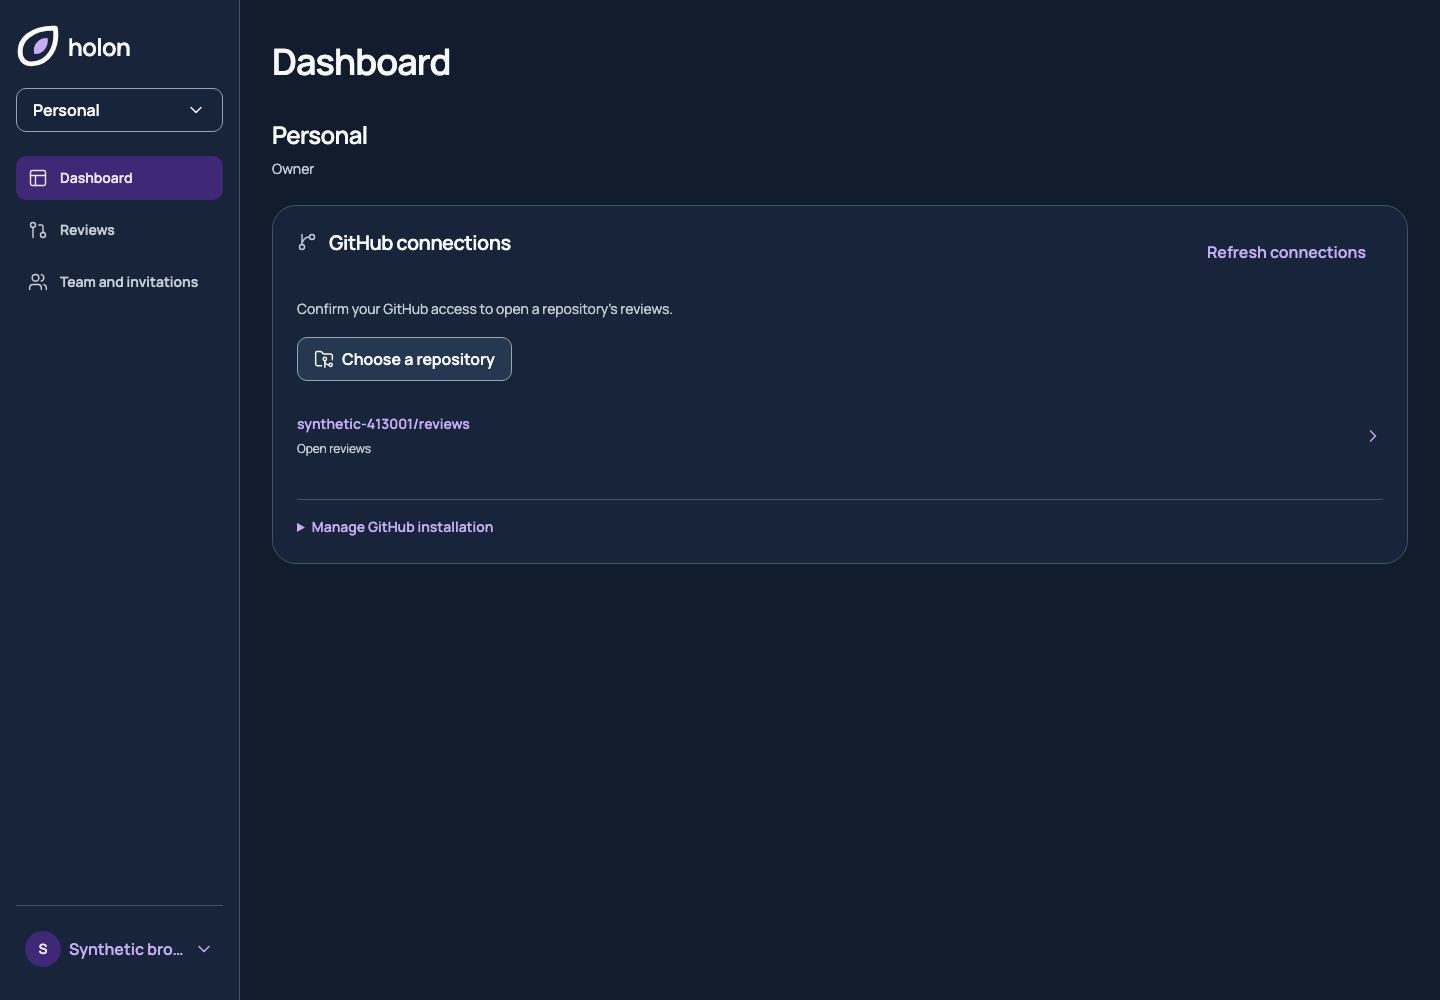 holon
Personal
Dashboard
Reviews
Team and invitations
S
Synthetic bro...
Dashboard
Personal
Owner
GitHub connections
Refresh connections
Confirm your GitHub access to open a repository's reviews.
Choose a repository
synthetic-413001/reviews
Open reviews
Manage GitHub installation